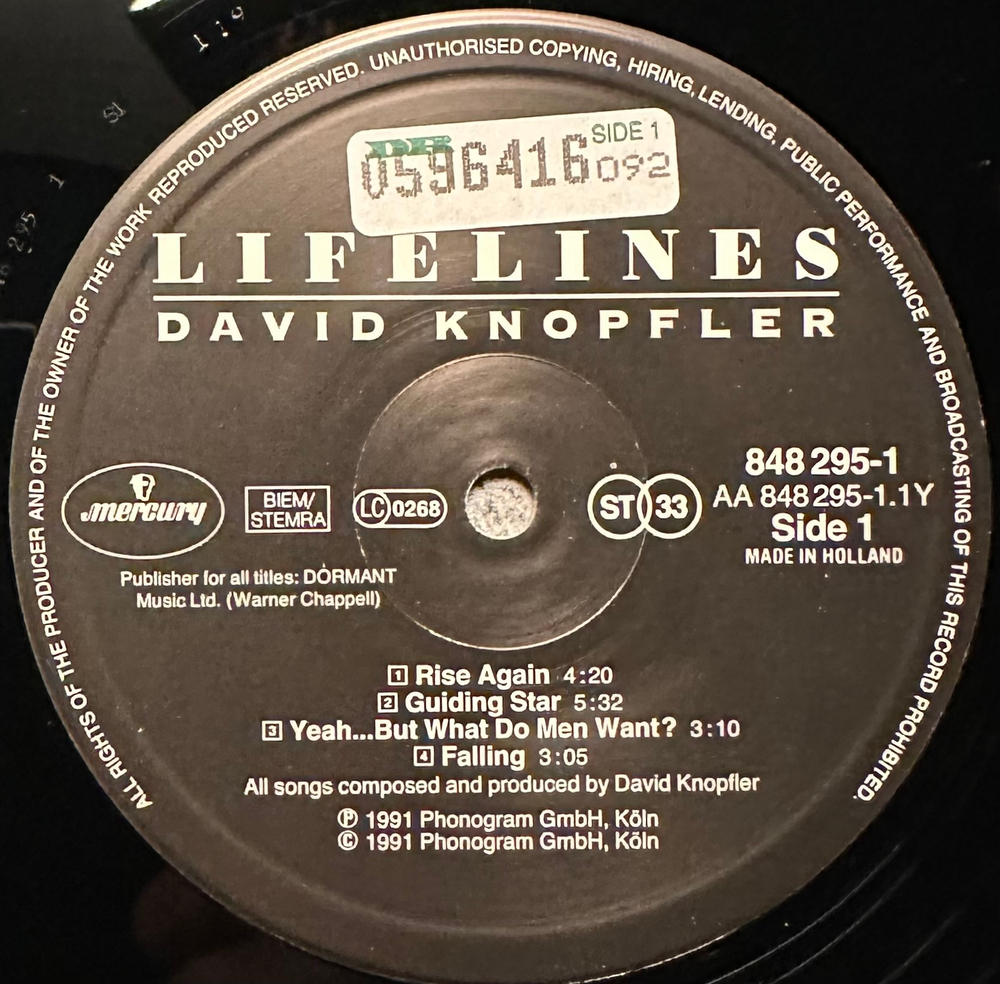 ALL RIGHTS OF THE PRODUCER AND OF THE OWNER OF THE WORK REPRODUCED RESERVED. UNAUTHORISED COPYING, HIRING, LENDING, PUBLIC PERFORMANCE AND BROADCASTING OF THIS RECORD PROHIBITED.
SIDE 1
0596416 092
LIFELINES
DAVID KNOPFLER
mercury
BIEM/
STEMRA
LC 0268
ST 33
848 295-1
AA 848 295-1.1Y
Side 1
MADE IN HOLLAND
Publisher for all titles: DORMANT
Music Ltd. (Warner Chappell)
1 Rise Again 4:20
2 Guiding Star 5:32
3 Yeah...But What Do Men Want? 3:10
4 Falling 3:05
All songs composed and produced by David Knopfler
℗ 1991 Phonogram GmbH, Köln
© 1991 Phonogram GmbH, Köln